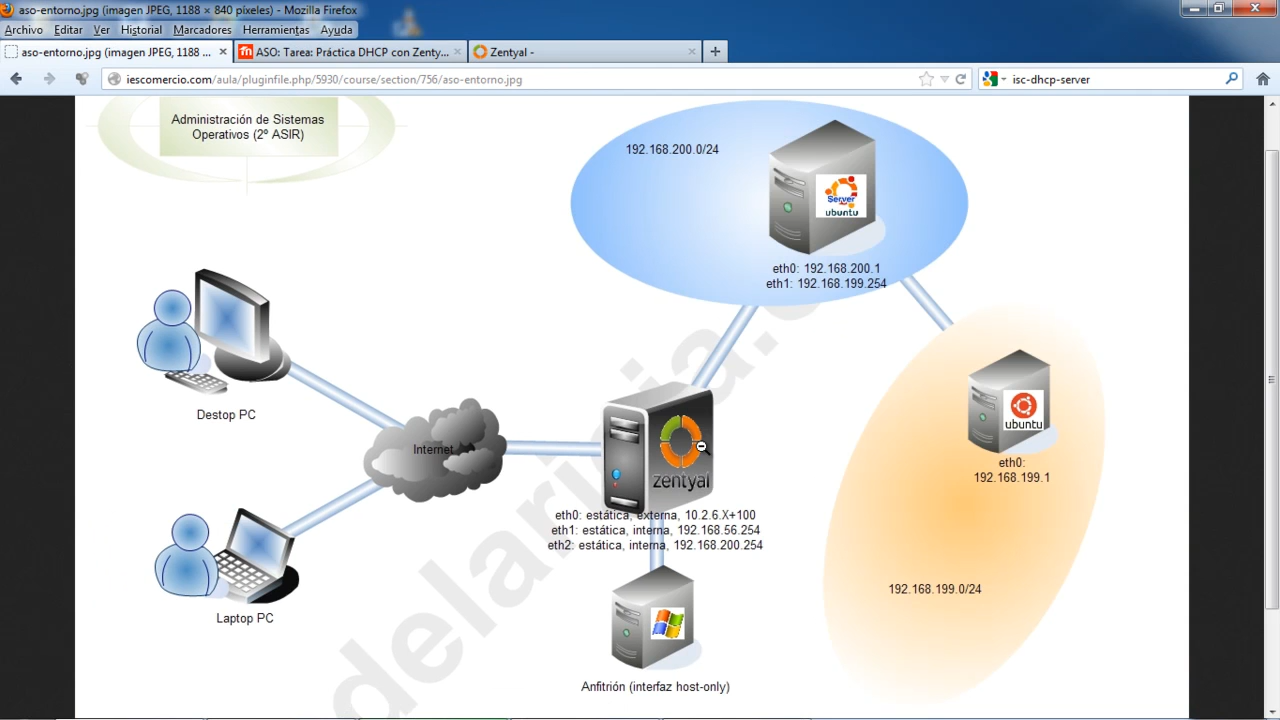 aso-entorno.jpg (imagen JPEG, 1188 × 840 píxeles) - Mozilla Firefox
Archivo Editar Ver Historial Marcadores Herramientas Ayuda
aso-entorno.jpg (imagen JPEG, 1188 ... ASO: Tarea: Práctica DHCP con Zenty... Zentyal -
iescomercio.com/aula/pluginfile.php/5930/course/section/756/aso-entorno.jpg isc-dhcp-server
Administración de Sistemas
Operativos (2º ASIR)
192.168.200.0/24
Server
ubuntu
eth0: 192.168.200.1
eth1: 192.168.199.254
Destop PC
Internet
zentyal
ubuntu
eth0:
192.168.199.1
eth0: estática, externa, 10.2.6.X+100
eth1: estática, interna, 192.168.56.254
eth2: estática, interna, 192.168.200.254
192.168.199.0/24
Laptop PC
Anfitrión (interfaz host-only)